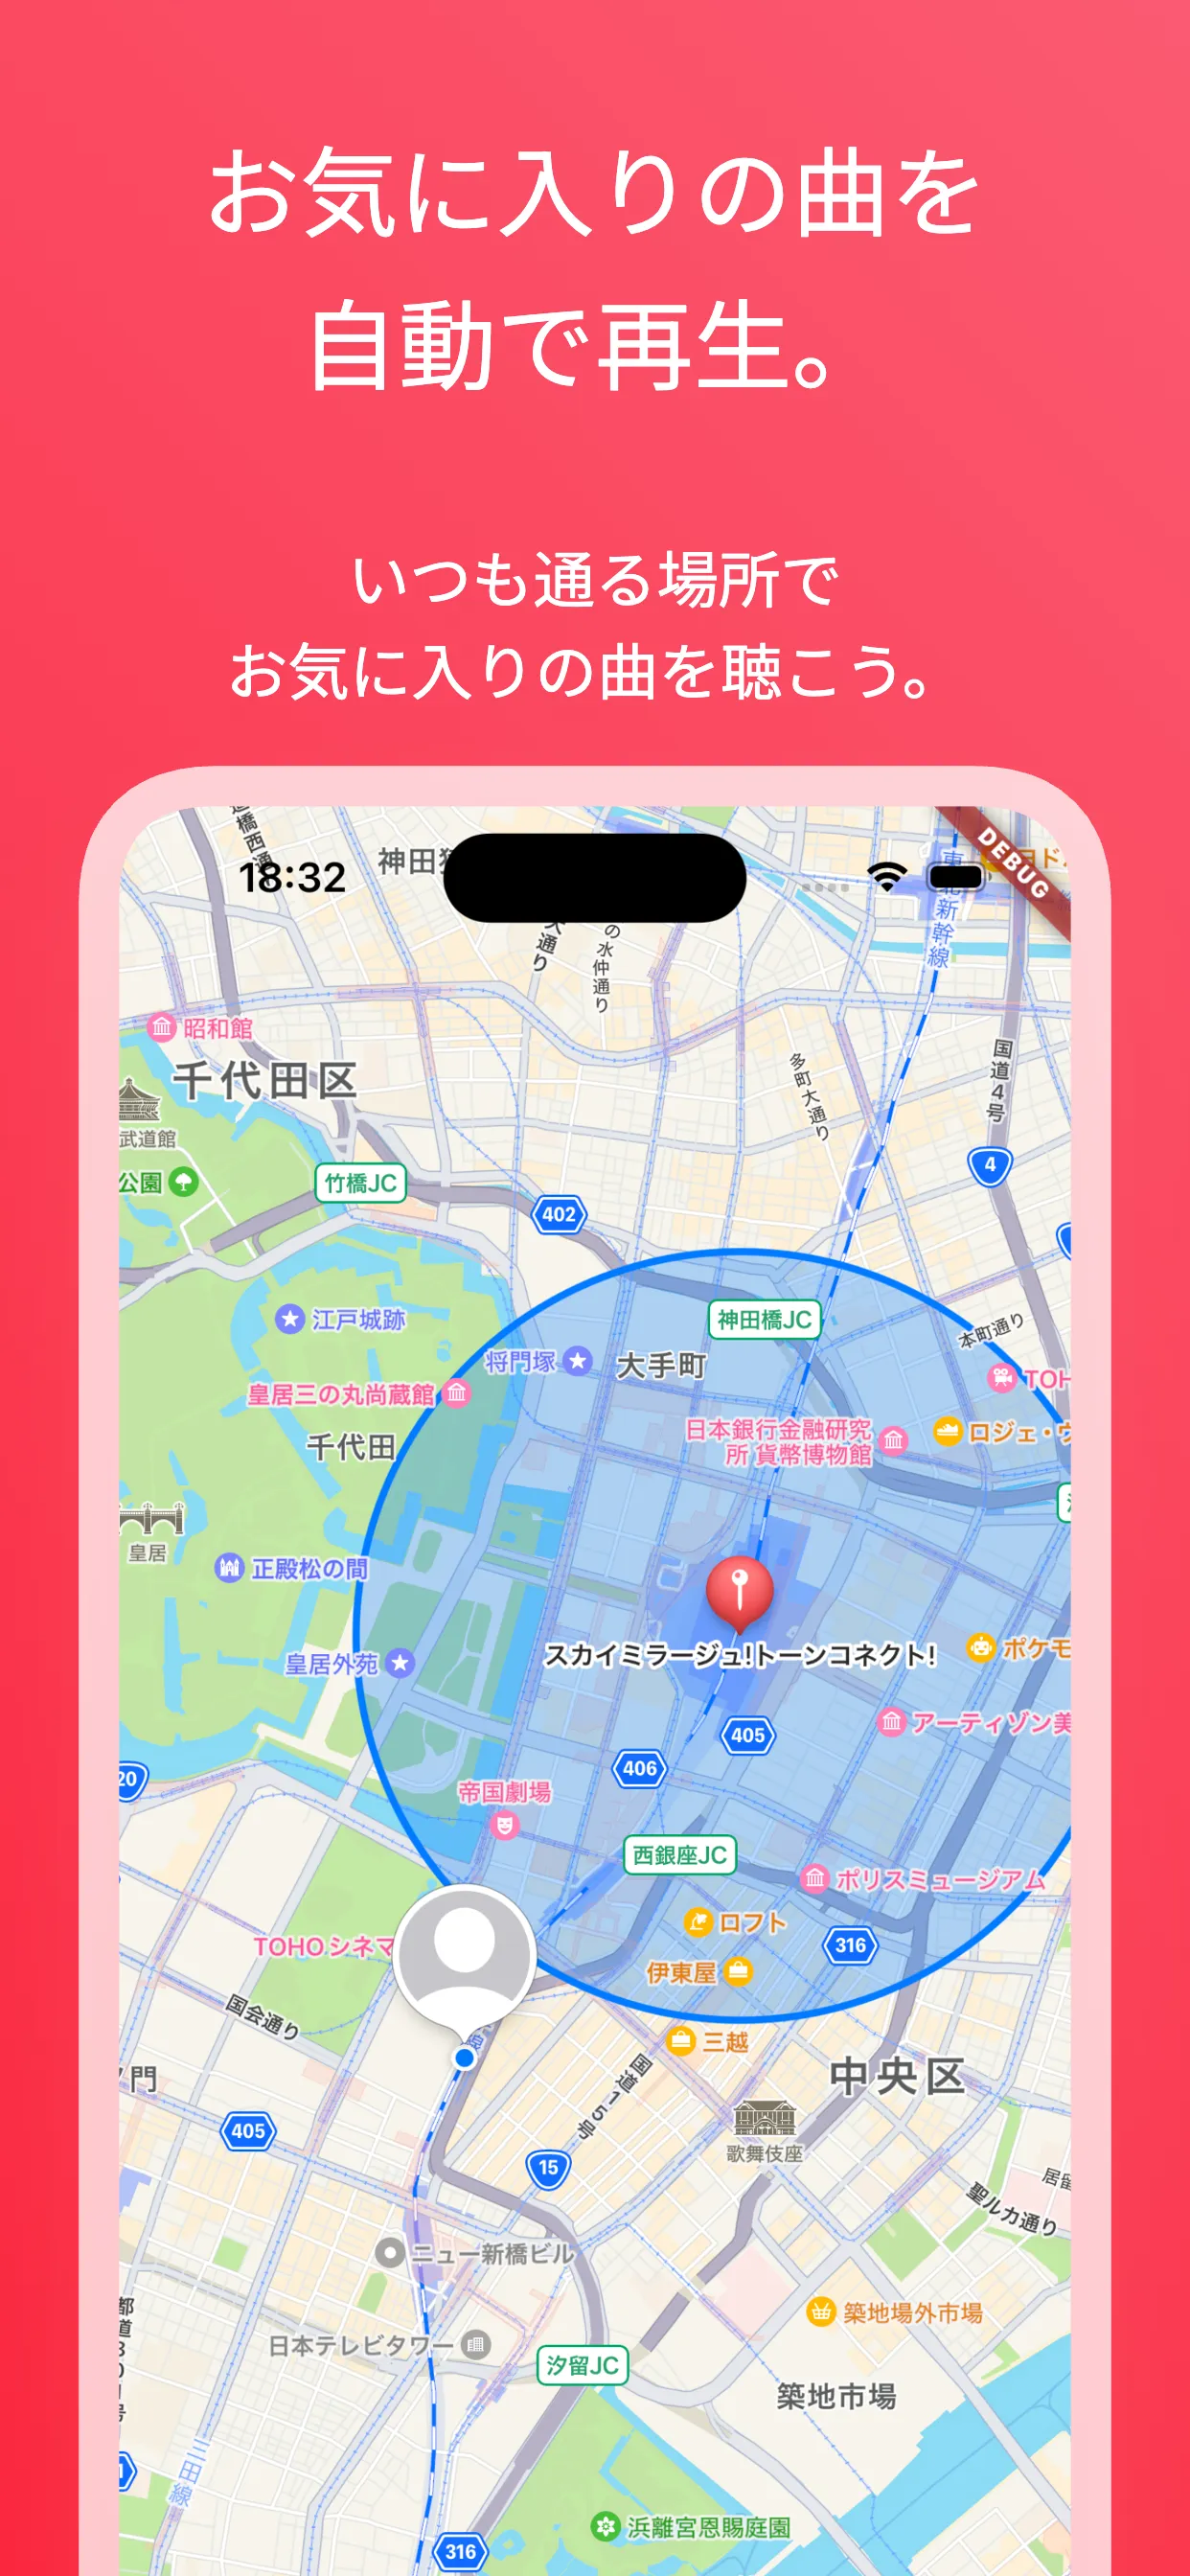 お気に入りの曲を
自動で再生。
いつも通る場所で
お気に入りの曲を聴こう。
18:32
神田
DEBUG
東北新幹線
大通り
の水仲通り
昭和館
千代田区
国道4号
多町大通り
武道館
公園
竹橋JC
4
402
神田橋JC
江戸城跡
本町通り
将門塚
大手町
TOH
皇居三の丸尚蔵館
日本銀行金融研究
所 貨幣博物館
ロジェ・ウ
千代田
皇居
正殿松の間
スカイミラージュ!トーンコネクト!
ポケモ
皇居外苑
アーティゾン美
405
406
20
帝国劇場
西銀座JC
ポリスミュージアム
ロフト
TOHOシネマ
316
伊東屋
国会通り
三越
門
国道15号
中央区
405
歌舞伎座
15
聖ルカ通り
居留
ニュー新橋ビル
築地場外市場
日本テレビタワー
汐留JC
築地市場
三田線
浜離宮恩賜庭園
316